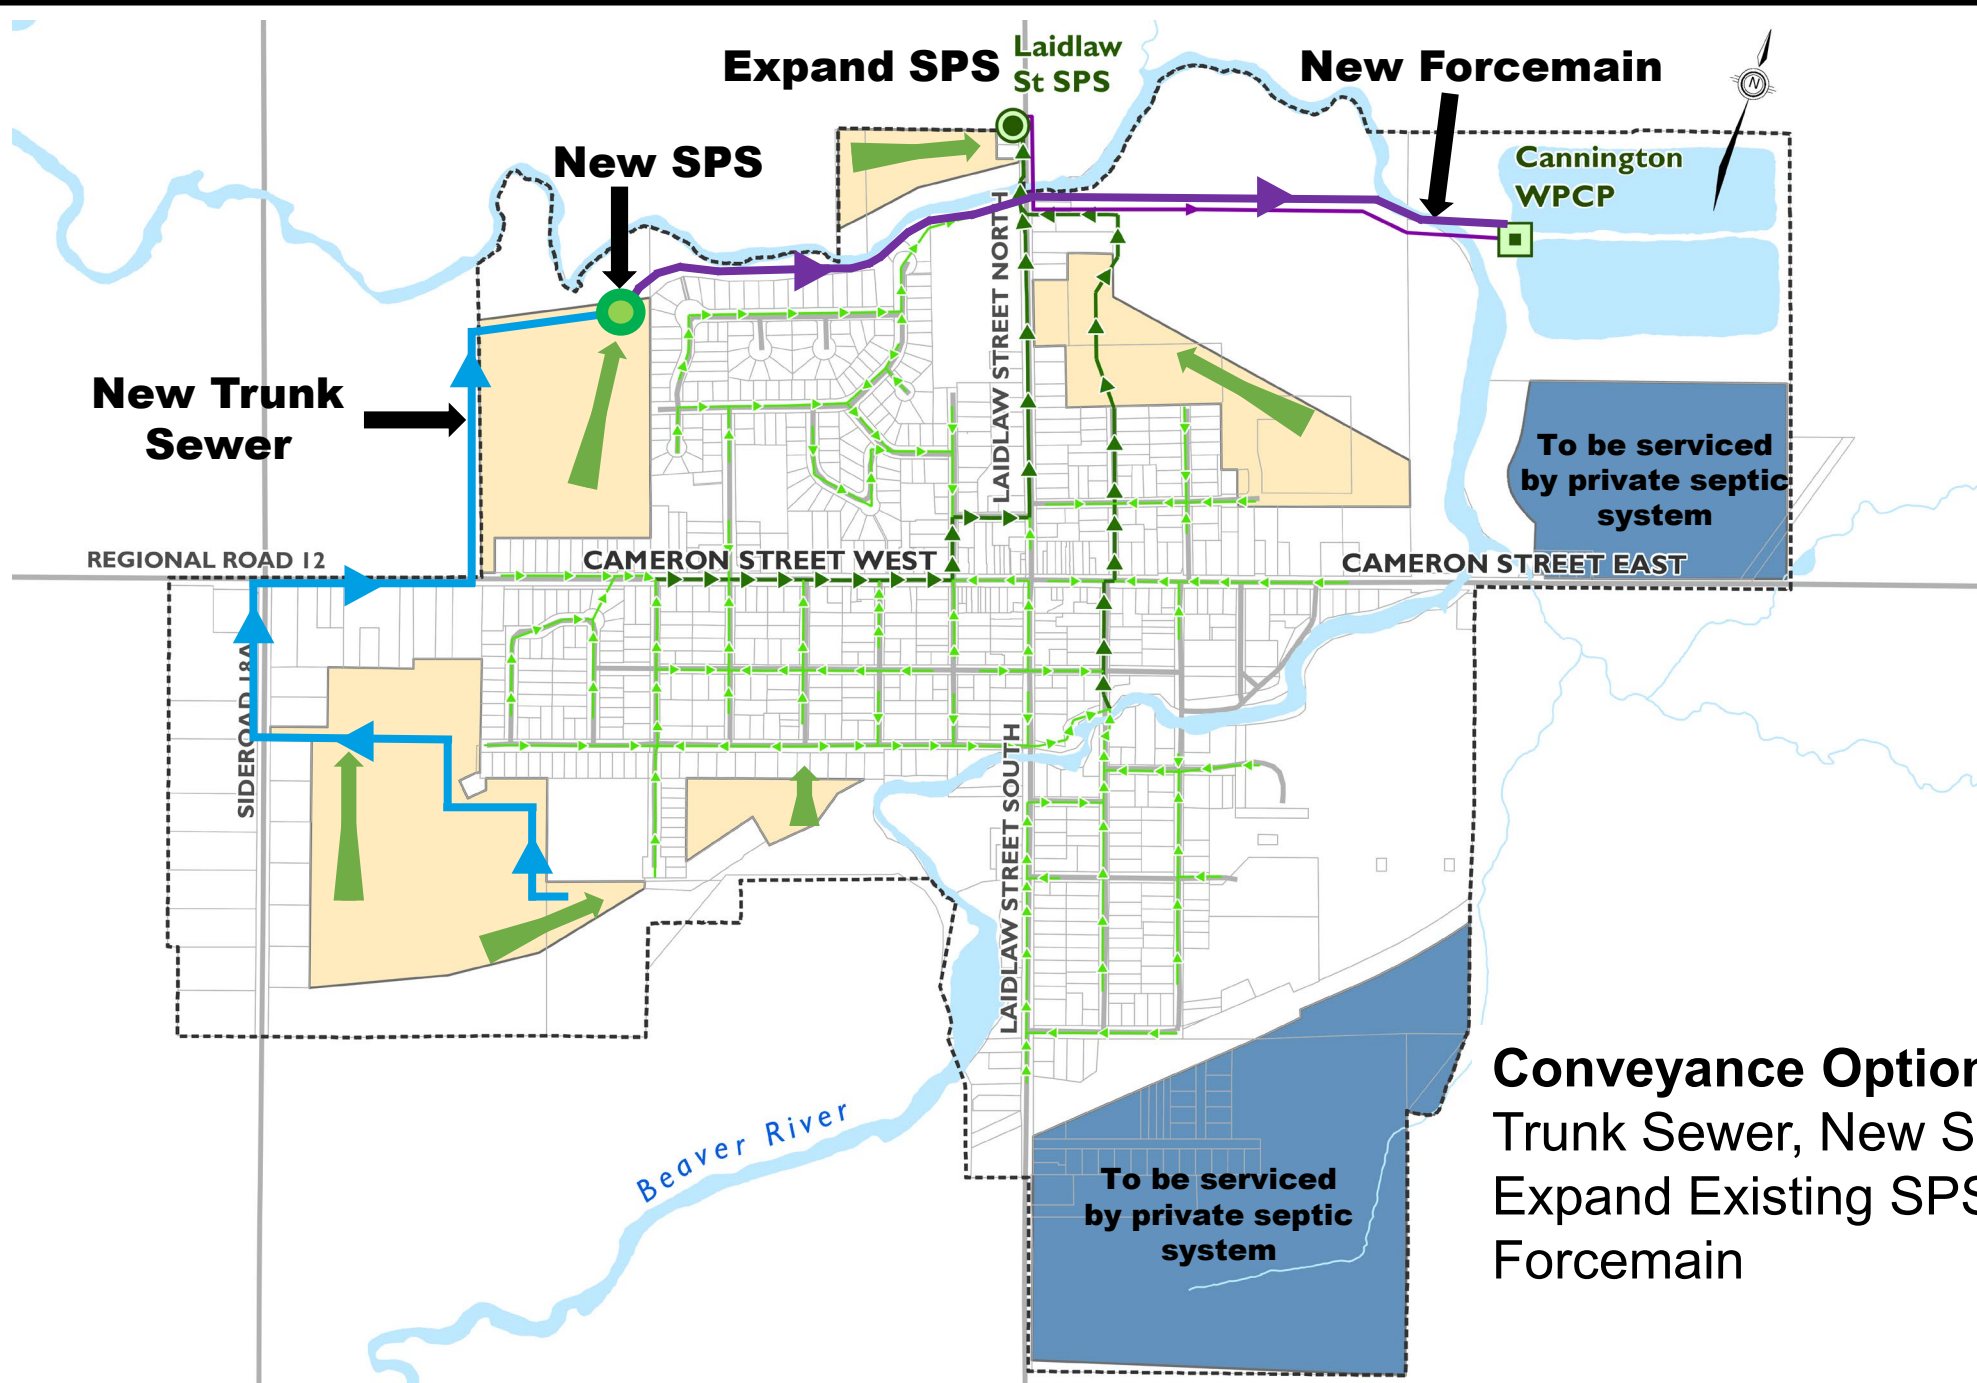 Expand SPS
Laidlaw
St SPS
New Forcemain
N
New SPS
Cannington
WPCP
LAIDLAW STREET NORTH
New Trunk
Sewer
To be serviced
by private septic
system
REGIONAL ROAD 12
CAMERON STREET WEST
CAMERON STREET EAST
SIDEROAD 18A
LAIDLAW STREET SOUTH
Beaver River
To be serviced
by private septic
system
Conveyance Option
Trunk Sewer, New S
Expand Existing SPS
Forcemain